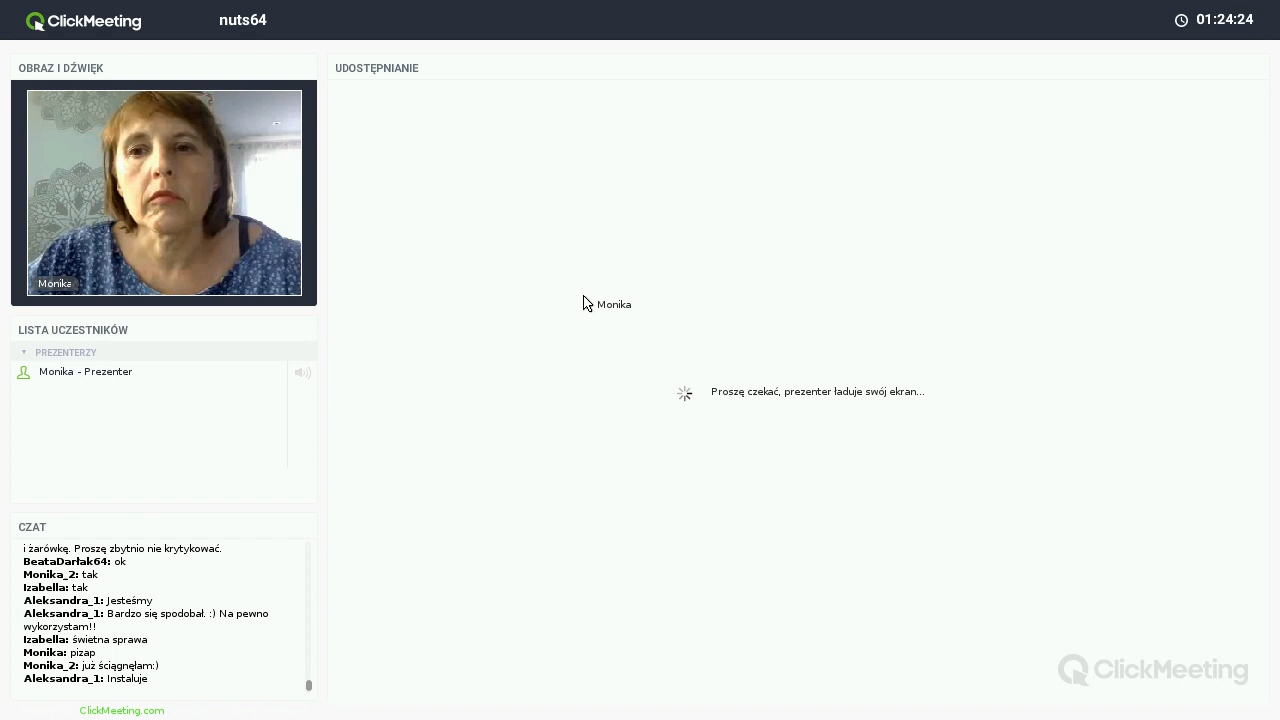 ClickMeeting
nuts64
01:24:24
OBRAZ I DŹWIĘK
Monika
LISTA UCZESTNIKÓW
PREZENTERZY
Monika - Prezenter
CZAT
i żarówkę. Proszę zbytnio nie krytykować.
BeataDarłak64: ok
Monika_2: tak
Izabella: tak
Aleksandra_1: Jesteśmy
Aleksandra_1: Bardzo się spodobał. :) Na pewno
wykorzystam!!
Izabella: świetna sprawa
Monika: pizap
Monika_2: już ściągnęłam:)
Aleksandra_1: Instaluje
ClickMeeting.com
UDOSTĘPNIANIE
Monika
Proszę czekać, prezenter ładuje swój ekran...
ClickMeeting